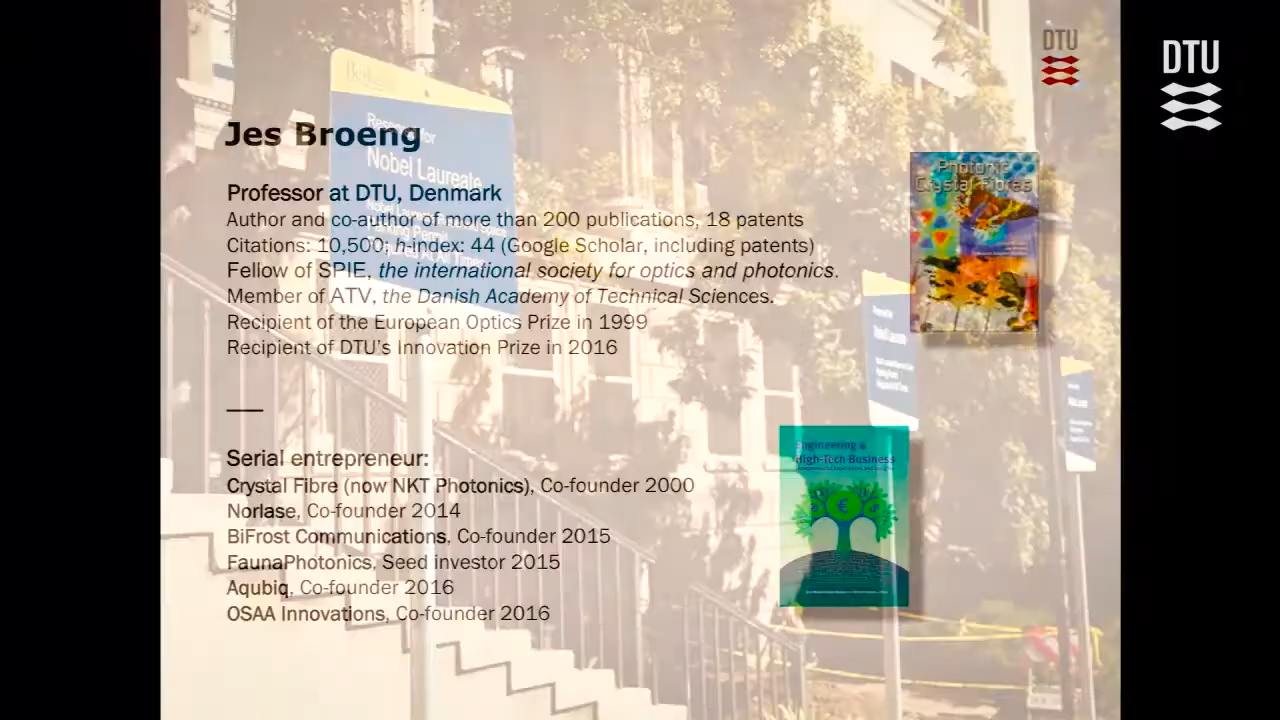 DTU
DTU
Jes Broeng
Professor at DTU, Denmark
Author and co-author of more than 200 publications, 18 patents
Citations: 10,500; h-index: 44 (Google Scholar, including patents)
Fellow of SPIE, the international society for optics and photonics.
Member of ATV, the Danish Academy of Technical Sciences.
Recipient of the European Optics Prize in 1999
Recipient of DTU's Innovation Prize in 2016
Serial entrepreneur:
Crystal Fibre (now NKT Photonics), Co-founder 2000
Norlase, Co-founder 2014
BiFrost Communications, Co-founder 2015
FaunaPhotonics, Seed investor 2015
Aqubiq, Co-founder 2016
OSAA Innovations, Co-founder 2016
Photonic
Crystal Fibres
Engineering &
High-Tech Business
Berkeley
Reserved for
Nobel Laureate